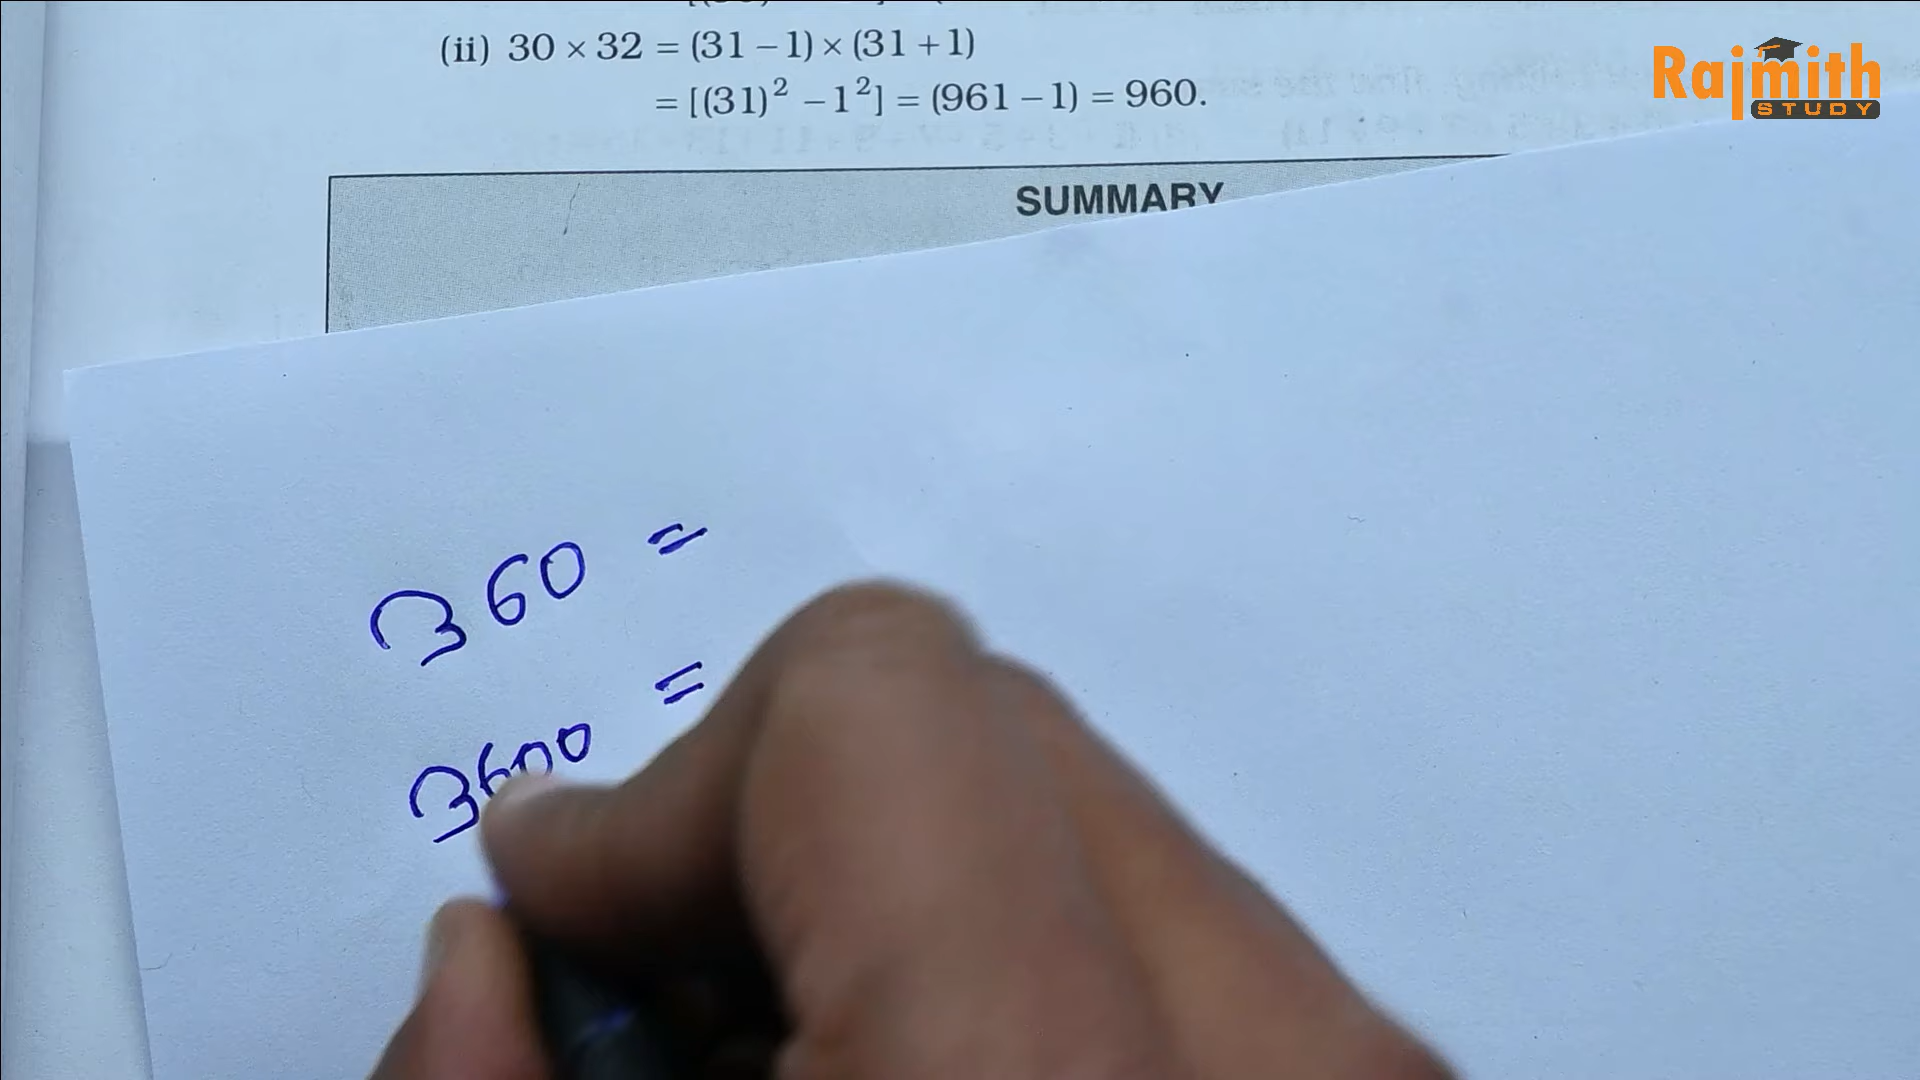 (ii) 30 × 32 = (31 – 1) × (31 + 1)
= [(31)² – 1²] = (961 – 1) = 960.
Rajmith
STUDY
SUMMARY
360 =
3600 =